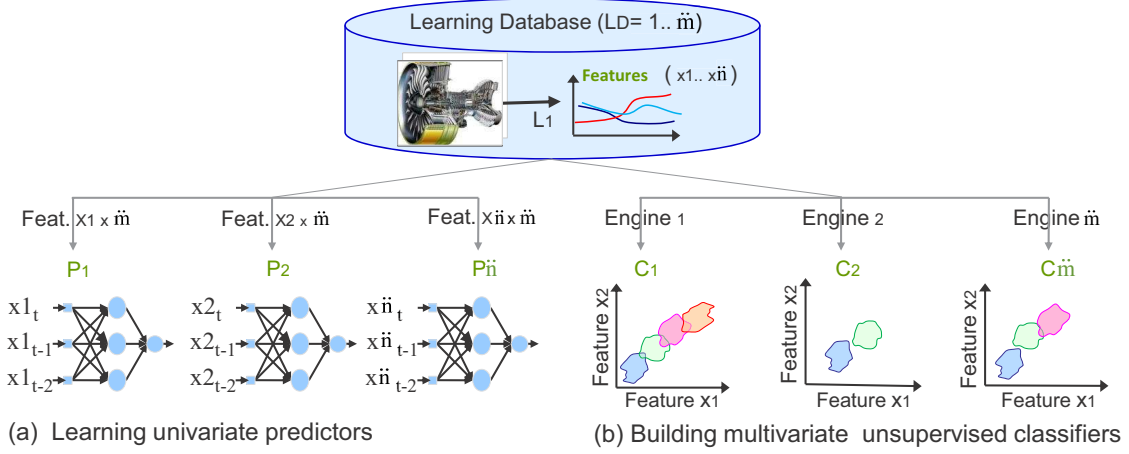 Learning Database (LD= 1.. m̈)
Features ( x1.. xn̈)
L1
Feat. x1 x m̈
Feat. x2 x m̈
Feat. xn̈ x m̈
Engine 1
Engine 2
Engine m̈
P1
P2
Pn̈
C1
C2
Cm̈
x1t
x1t-1
x1t-2
x2t
x2t-1
x2t-2
xn̈ t
xn̈ t-1
xn̈ t-2
Feature x2
Feature x1
Feature x2
Feature x1
Feature x2
Feature x1
(a) Learning univariate predictors
(b) Building multivariate unsupervised classifiers